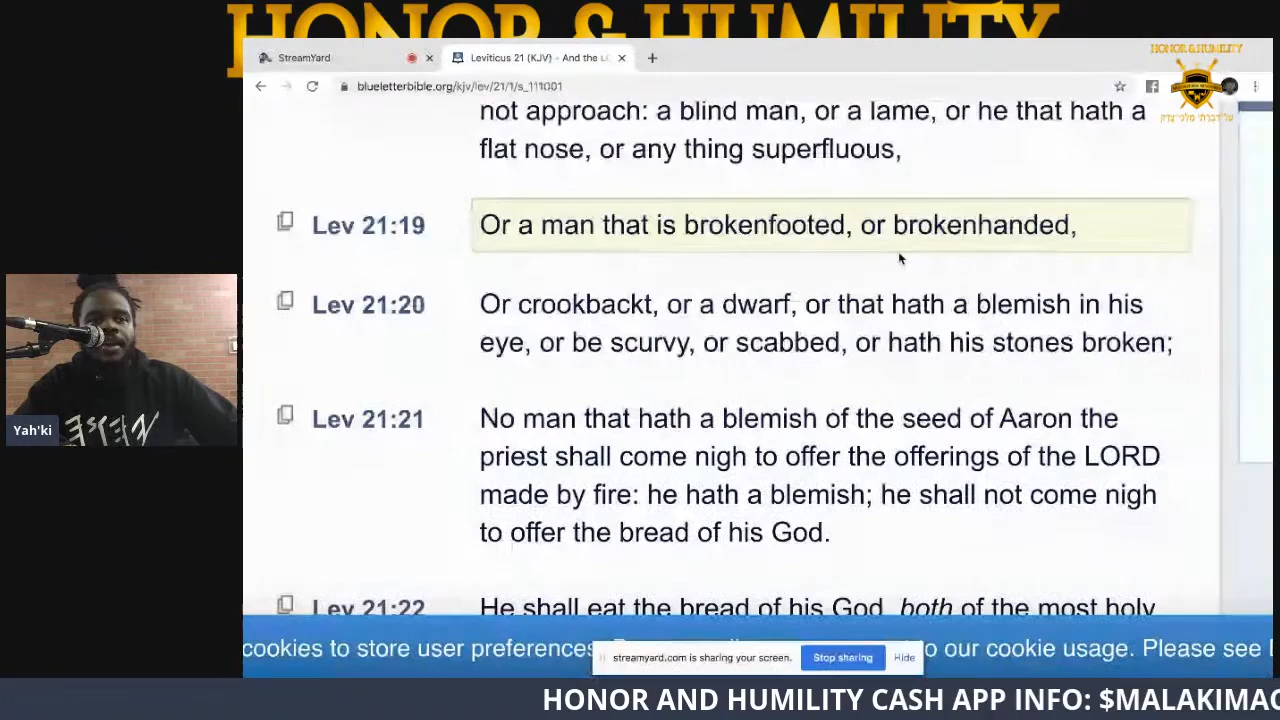 HONOR & HUMILITY
StreamYard
Leviticus 21 (KJV) - And the L
HONOR & HUMILITY
blueletterbible.org/kjv/lev/21/1/s_111001
not approach: a blind man, or a lame, or he that hath a
flat nose, or any thing superfluous,
Lev 21:19 Or a man that is brokenfooted, or brokenhanded,
Lev 21:20 Or crookbackt, or a dwarf, or that hath a blemish in his
eye, or be scurvy, or scabbed, or hath his stones broken;
Lev 21:21 No man that hath a blemish of the seed of Aaron the
priest shall come nigh to offer the offerings of the LORD
made by fire: he hath a blemish; he shall not come nigh
to offer the bread of his God.
Yah'ki
Lev 21:22 He shall eat the bread of his God, both of the most holy
cookies to store user preferences. to our cookie usage. Please see
streamyard.com is sharing your screen. Stop sharing Hide
HONOR AND HUMILITY CASH APP INFO: $MALAKIMAC